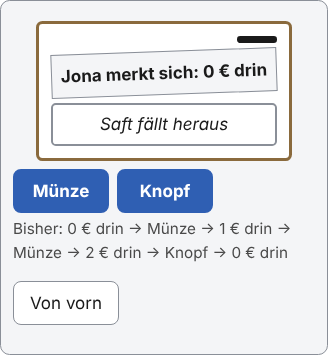 Jona merkt sich: 0 € drin
Saft fällt heraus
Münze Knopf
Bisher: 0 € drin → Münze → 1 € drin →
Münze → 2 € drin → Knopf → 0 € drin
Von vorn